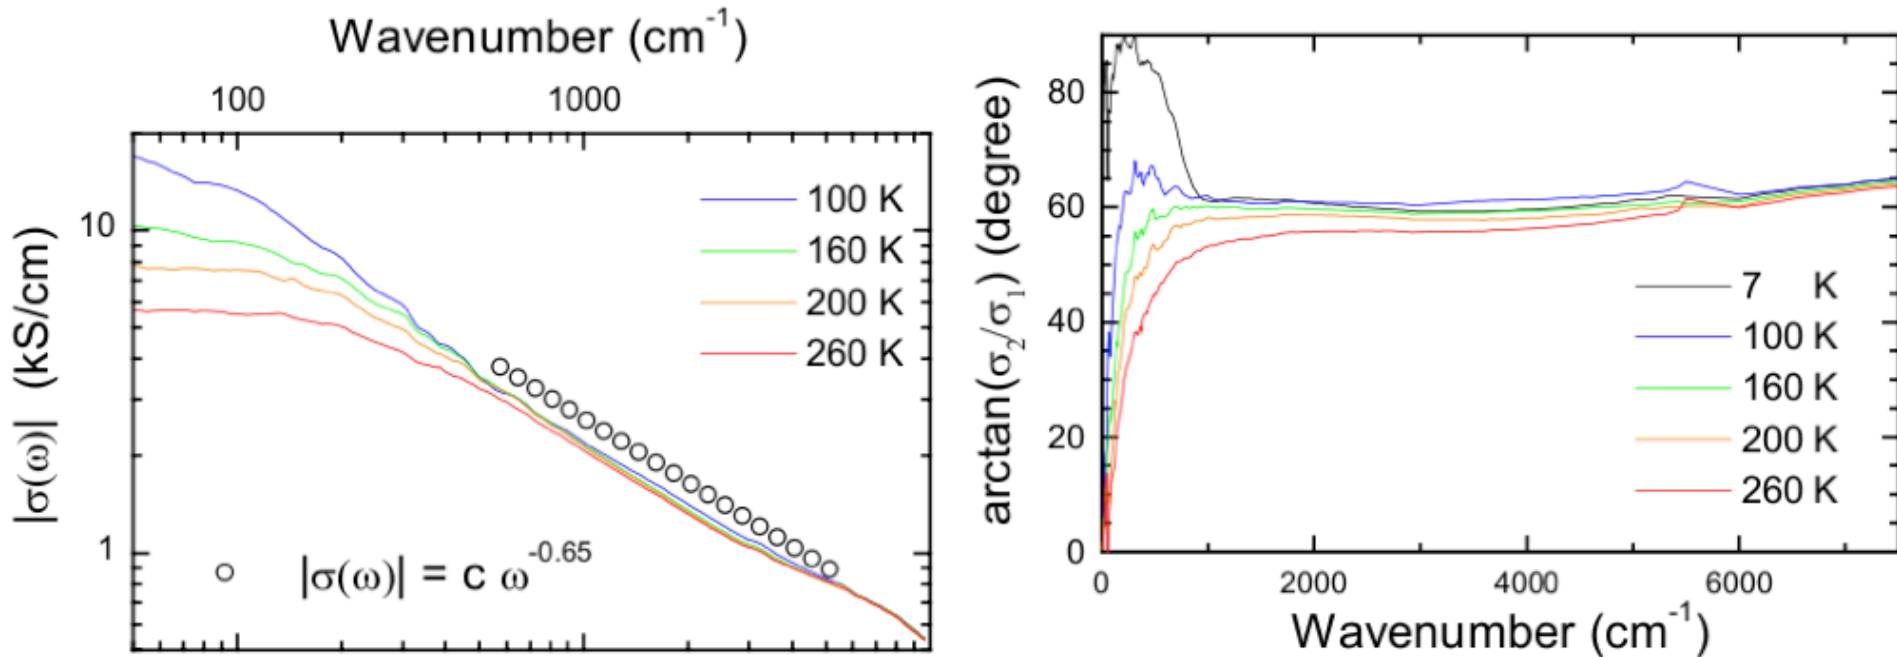 Wavenumber (cm⁻¹)
100 1000
|σ(ω)| (kS/cm)
10
1
100 K
160 K
200 K
260 K
|σ(ω)| = c ω^-0.65
arctan(σ₂/σ₁) (degree)
80
60
40
20
0
7 K
100 K
160 K
200 K
260 K
0 2000 4000 6000
Wavenumber (cm⁻¹)